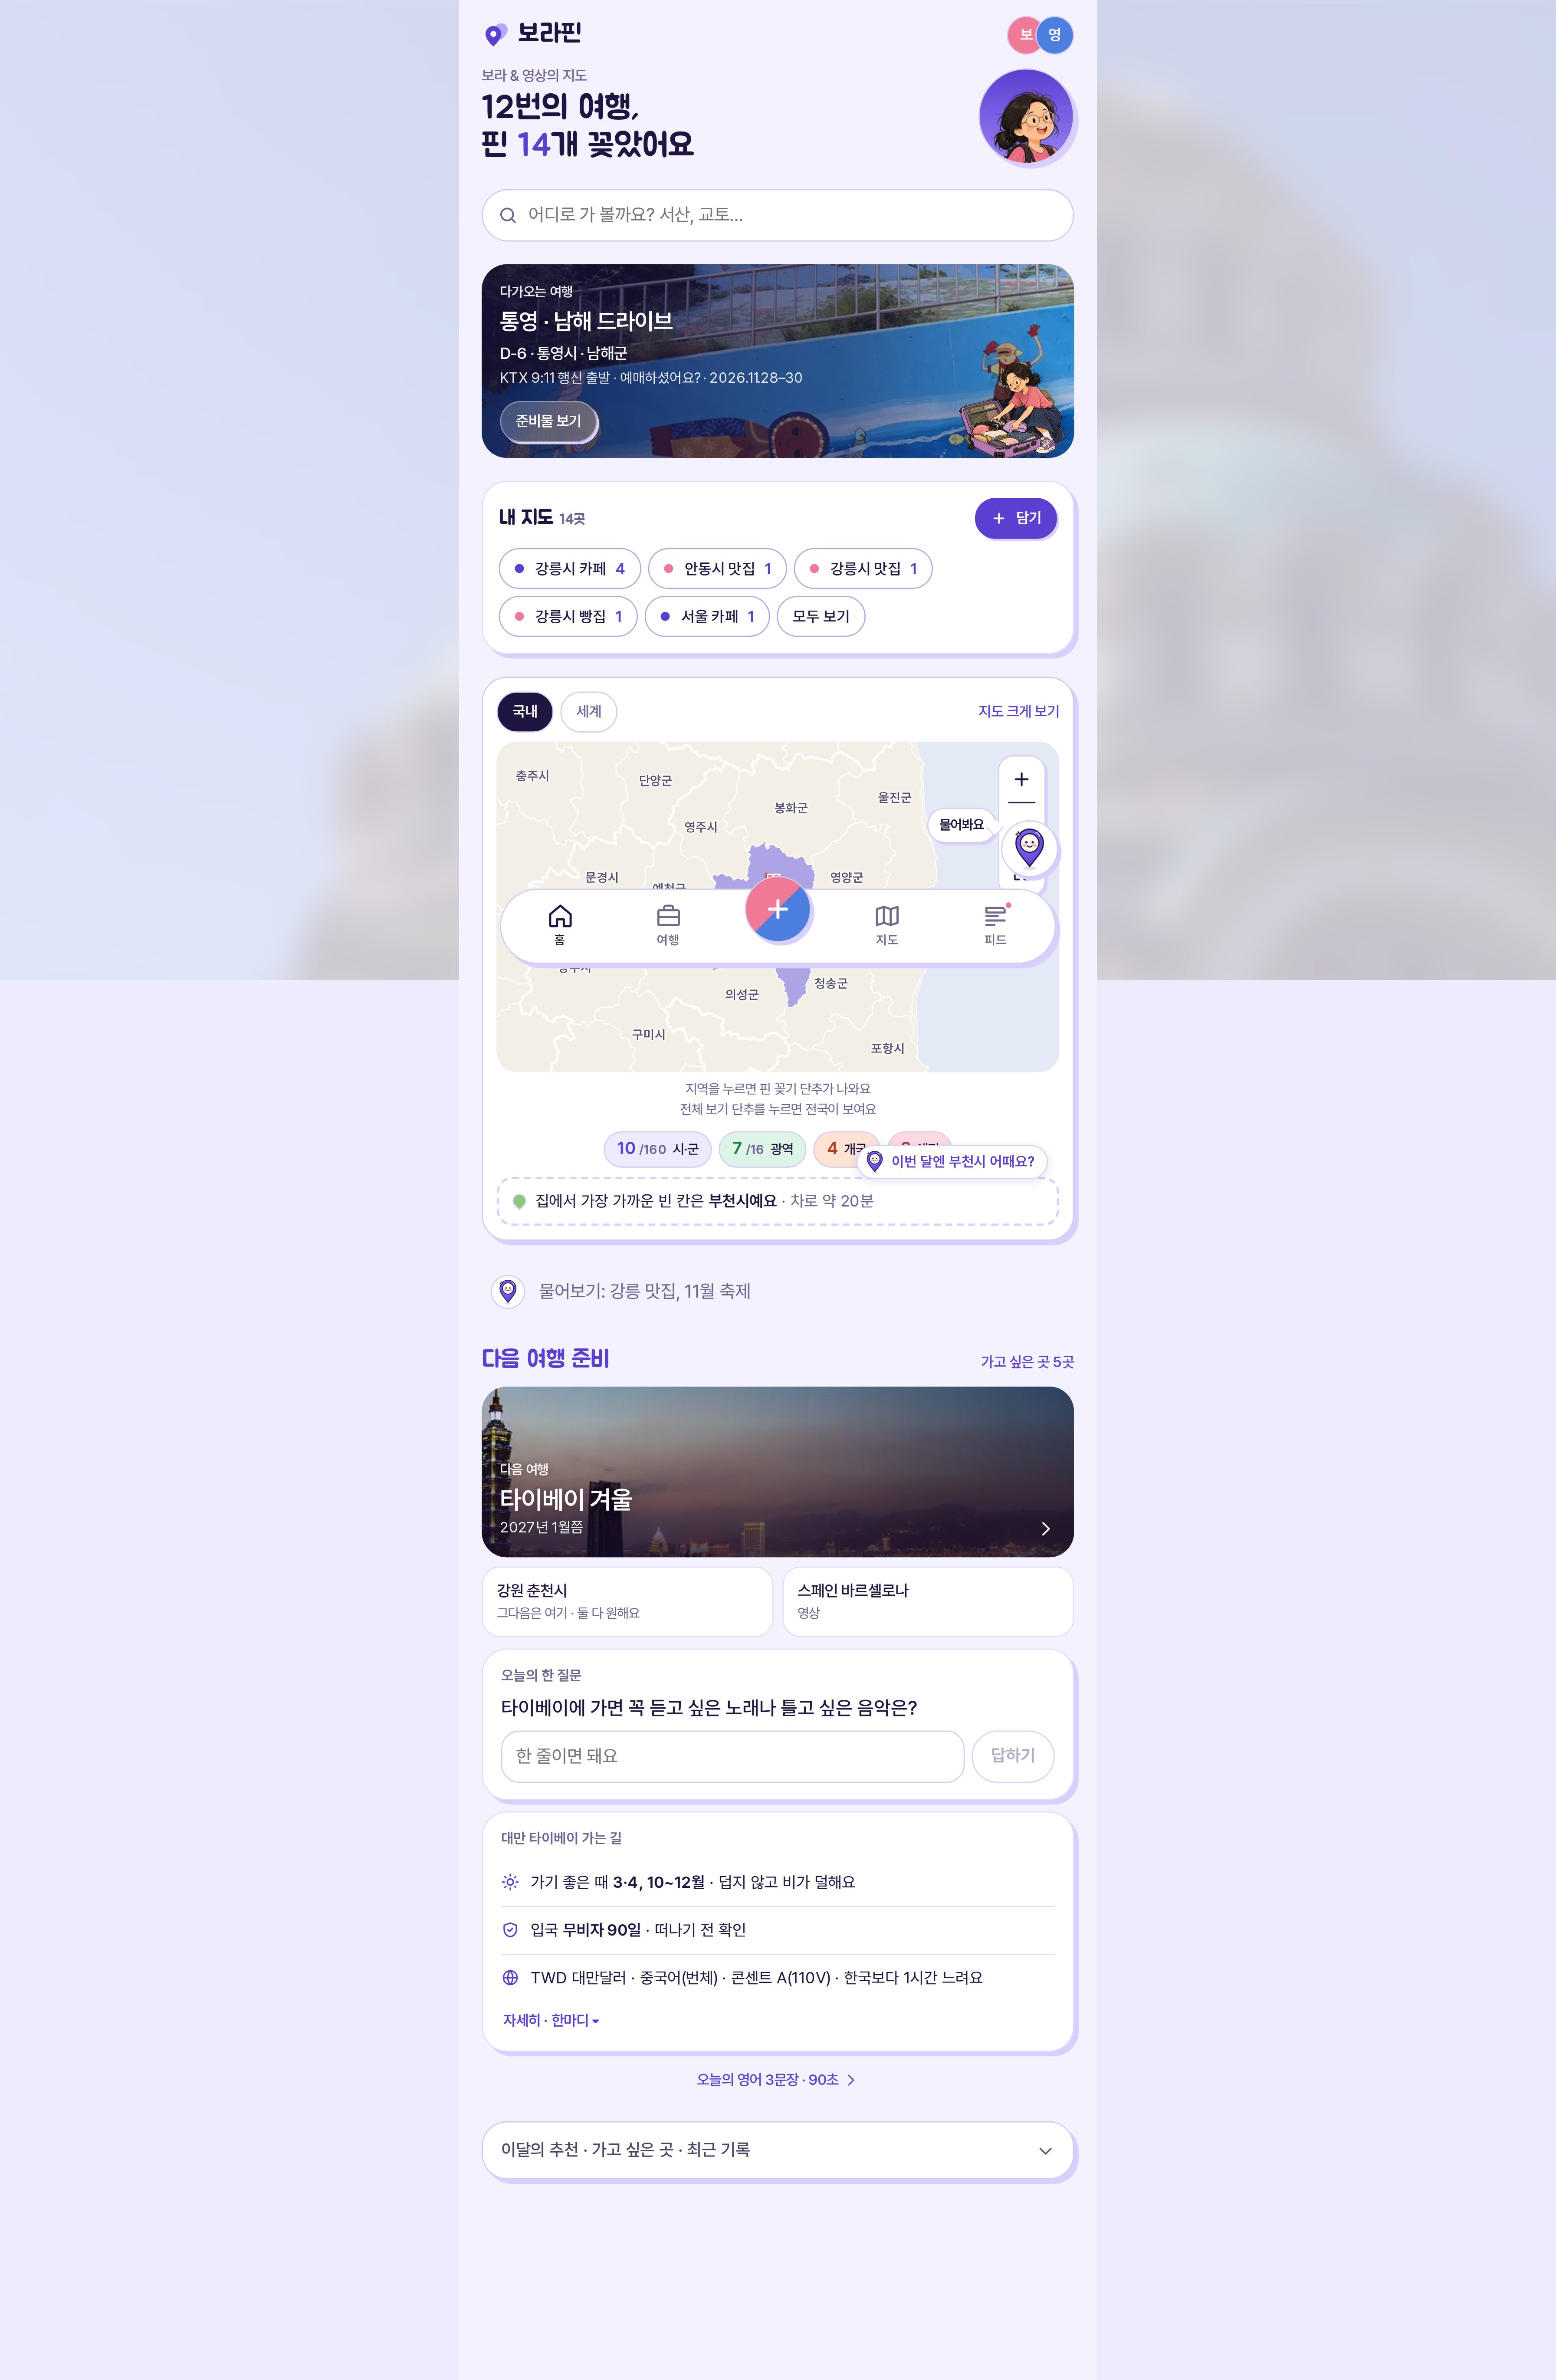 보라핀
보 영
보라 & 영상의 지도
12번의 여행,
핀 14개 꽂았어요
어디로 가 볼까요? 서산, 교토...
다가오는 여행
통영 · 남해 드라이브
D-6 · 통영시 · 남해군
KTX 9:11 행신 출발 · 예매하셨어요? · 2026.11.28–30
준비물 보기
내 지도 14곳
+ 담기
강릉시 카페 4
안동시 맛집 1
강릉시 맛집 1
강릉시 빵집 1
서울 카페 1
모두 보기
국내
세계
지도 크게 보기
충주시
단양군
울진군
봉화군
영주시
물어봐요
문경시
영양군
홈
여행
지도
피드
청송군
의성군
구미시
포항시
지역을 누르면 핀 꽂기 단추가 나와요
전체 보기 단추를 누르면 전국이 보여요
10 /160 시·군
7 /16 광역
4 개국
이번 달엔 부천시 어때요?
집에서 가장 가까운 빈 칸은 부천시예요 · 차로 약 20분
물어보기: 강릉 맛집, 11월 축제
다음 여행 준비
가고 싶은 곳 5곳
다음 여행
타이베이 겨울
2027년 1월쯤
강원 춘천시
그다음은 여기 · 둘 다 원해요
스페인 바르셀로나
영상
오늘의 한 질문
타이베이에 가면 꼭 듣고 싶은 노래나 틀고 싶은 음악은?
한 줄이면 돼요
답하기
대만 타이베이 가는 길
가기 좋은 때 3·4, 10~12월 · 덥지 않고 비가 덜해요
입국 무비자 90일 · 떠나기 전 확인
TWD 대만달러 · 중국어(번체) · 콘센트 A(110V) · 한국보다 1시간 느려요
자세히 · 한마디
오늘의 영어 3문장 · 90초
이달의 추천 · 가고 싶은 곳 · 최근 기록